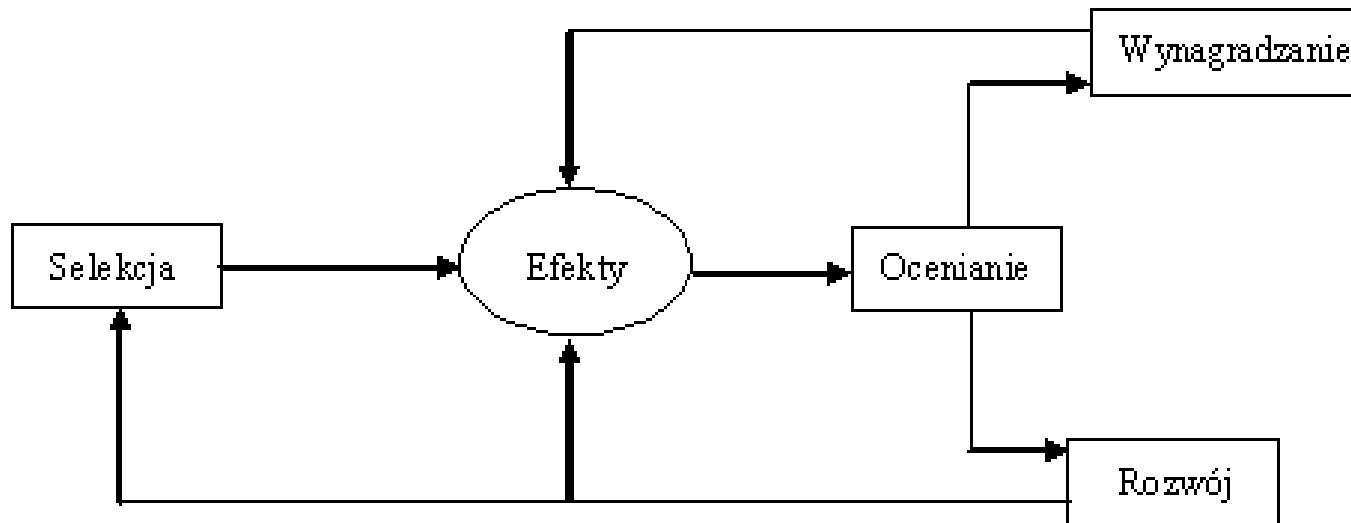 Wynagradzanie
Selekcja
Efekty
Ocenianie
Rozwój